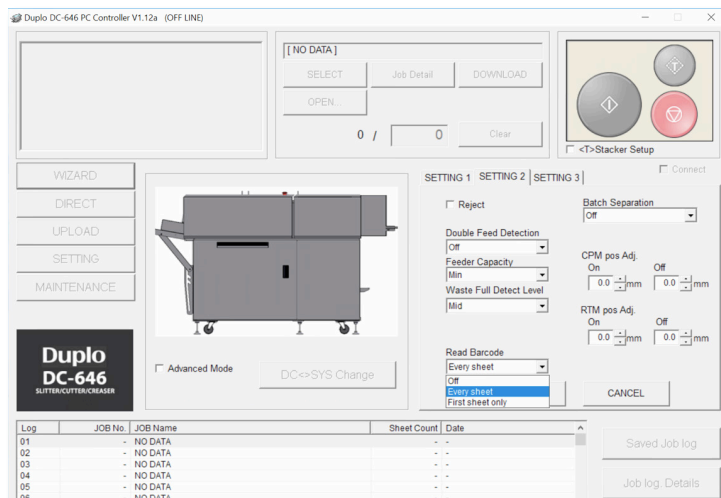 Duplo DC-646 PC Controller V1.12a (OFF LINE)
[ NO DATA ]
SELECT
Job Detail
DOWNLOAD
OPEN...
0 / 0
Clear
<T>Stacker Setup
Connect
WIZARD
DIRECT
UPLOAD
SETTING
MAINTENANCE
Duplo
DC-646
SLITTER/CUTTER/CREASER
Advanced Mode
DC<>SYS Change
SETTING 1
SETTING 2
SETTING 3
Reject
Double Feed Detection
Off
Feeder Capacity
Min
Waste Full Detect Level
Mid
Read Barcode
Every sheet
Off
Every sheet
First sheet only
Batch Separation
Off
CPM pos Adj.
On Off
0.0 mm 0.0 mm
RTM pos Adj.
On Off
0.0 mm 0.0 mm
CANCEL
Log JOB No. JOB Name Sheet Count Date
01 - NO DATA - -
02 - NO DATA - -
03 - NO DATA - -
04 - NO DATA - -
05 - NO DATA - -
06 - NO DATA - -
Saved Job log
Job log. Details